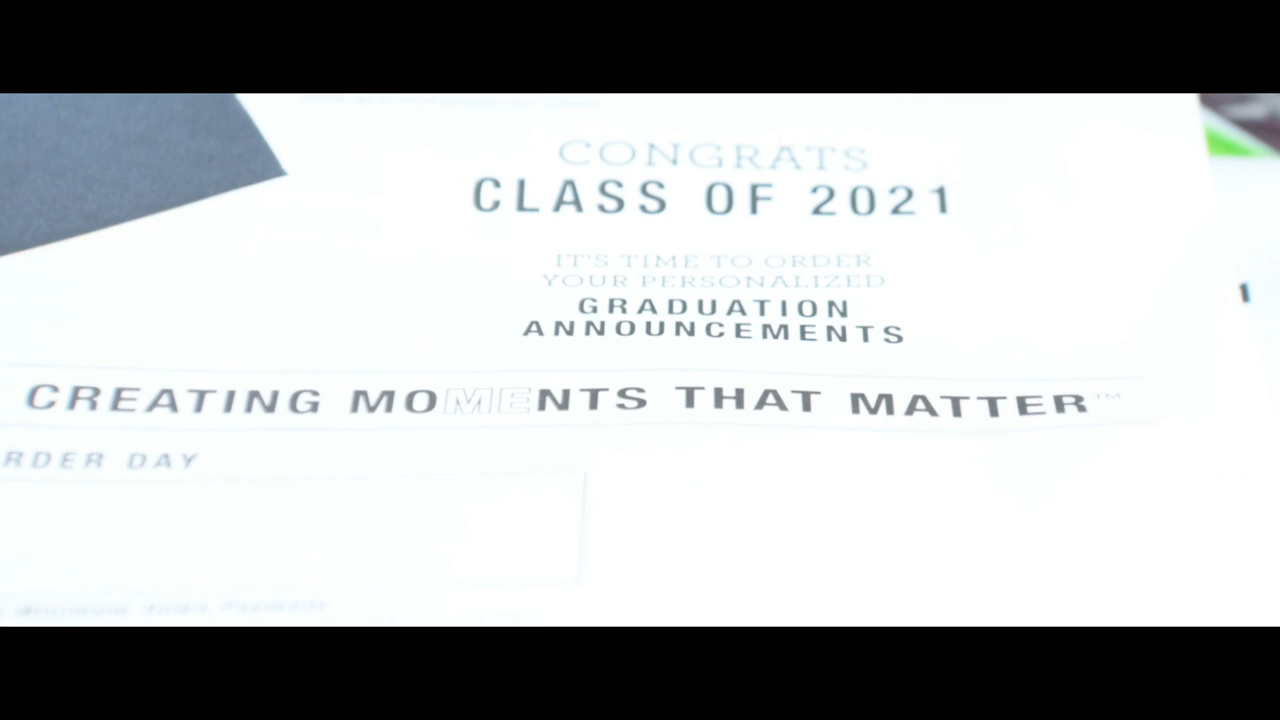 CONGRATS
CLASS OF 2021
IT'S TIME TO ORDER
YOUR PERSONALIZED
GRADUATION
ANNOUNCEMENTS
CREATING MOMENTS THAT MATTER™
RDER DAY